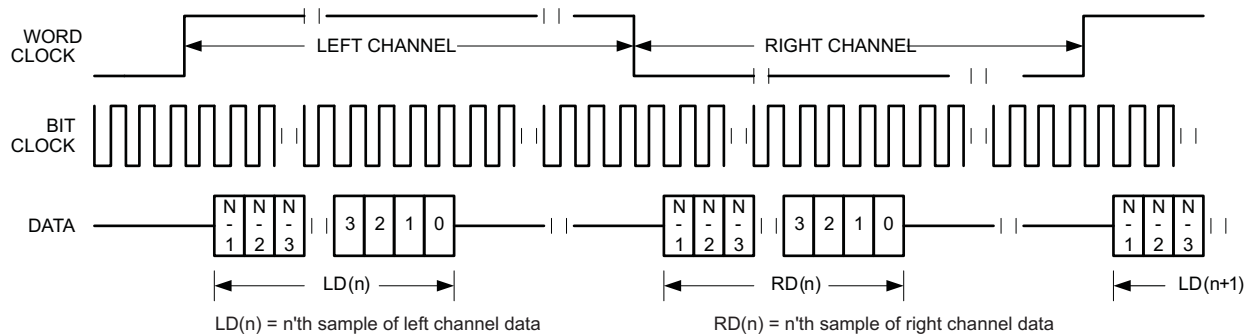 WORD
CLOCK
LEFT CHANNEL
RIGHT CHANNEL
BIT
CLOCK
DATA
N-1 N-2 N-3 3 2 1 0 N-1 N-2 N-3 3 2 1 0 N-1 N-2 N-3
LD(n) RD(n) LD(n+1)
LD(n) = n'th sample of left channel data RD(n) = n'th sample of right channel data